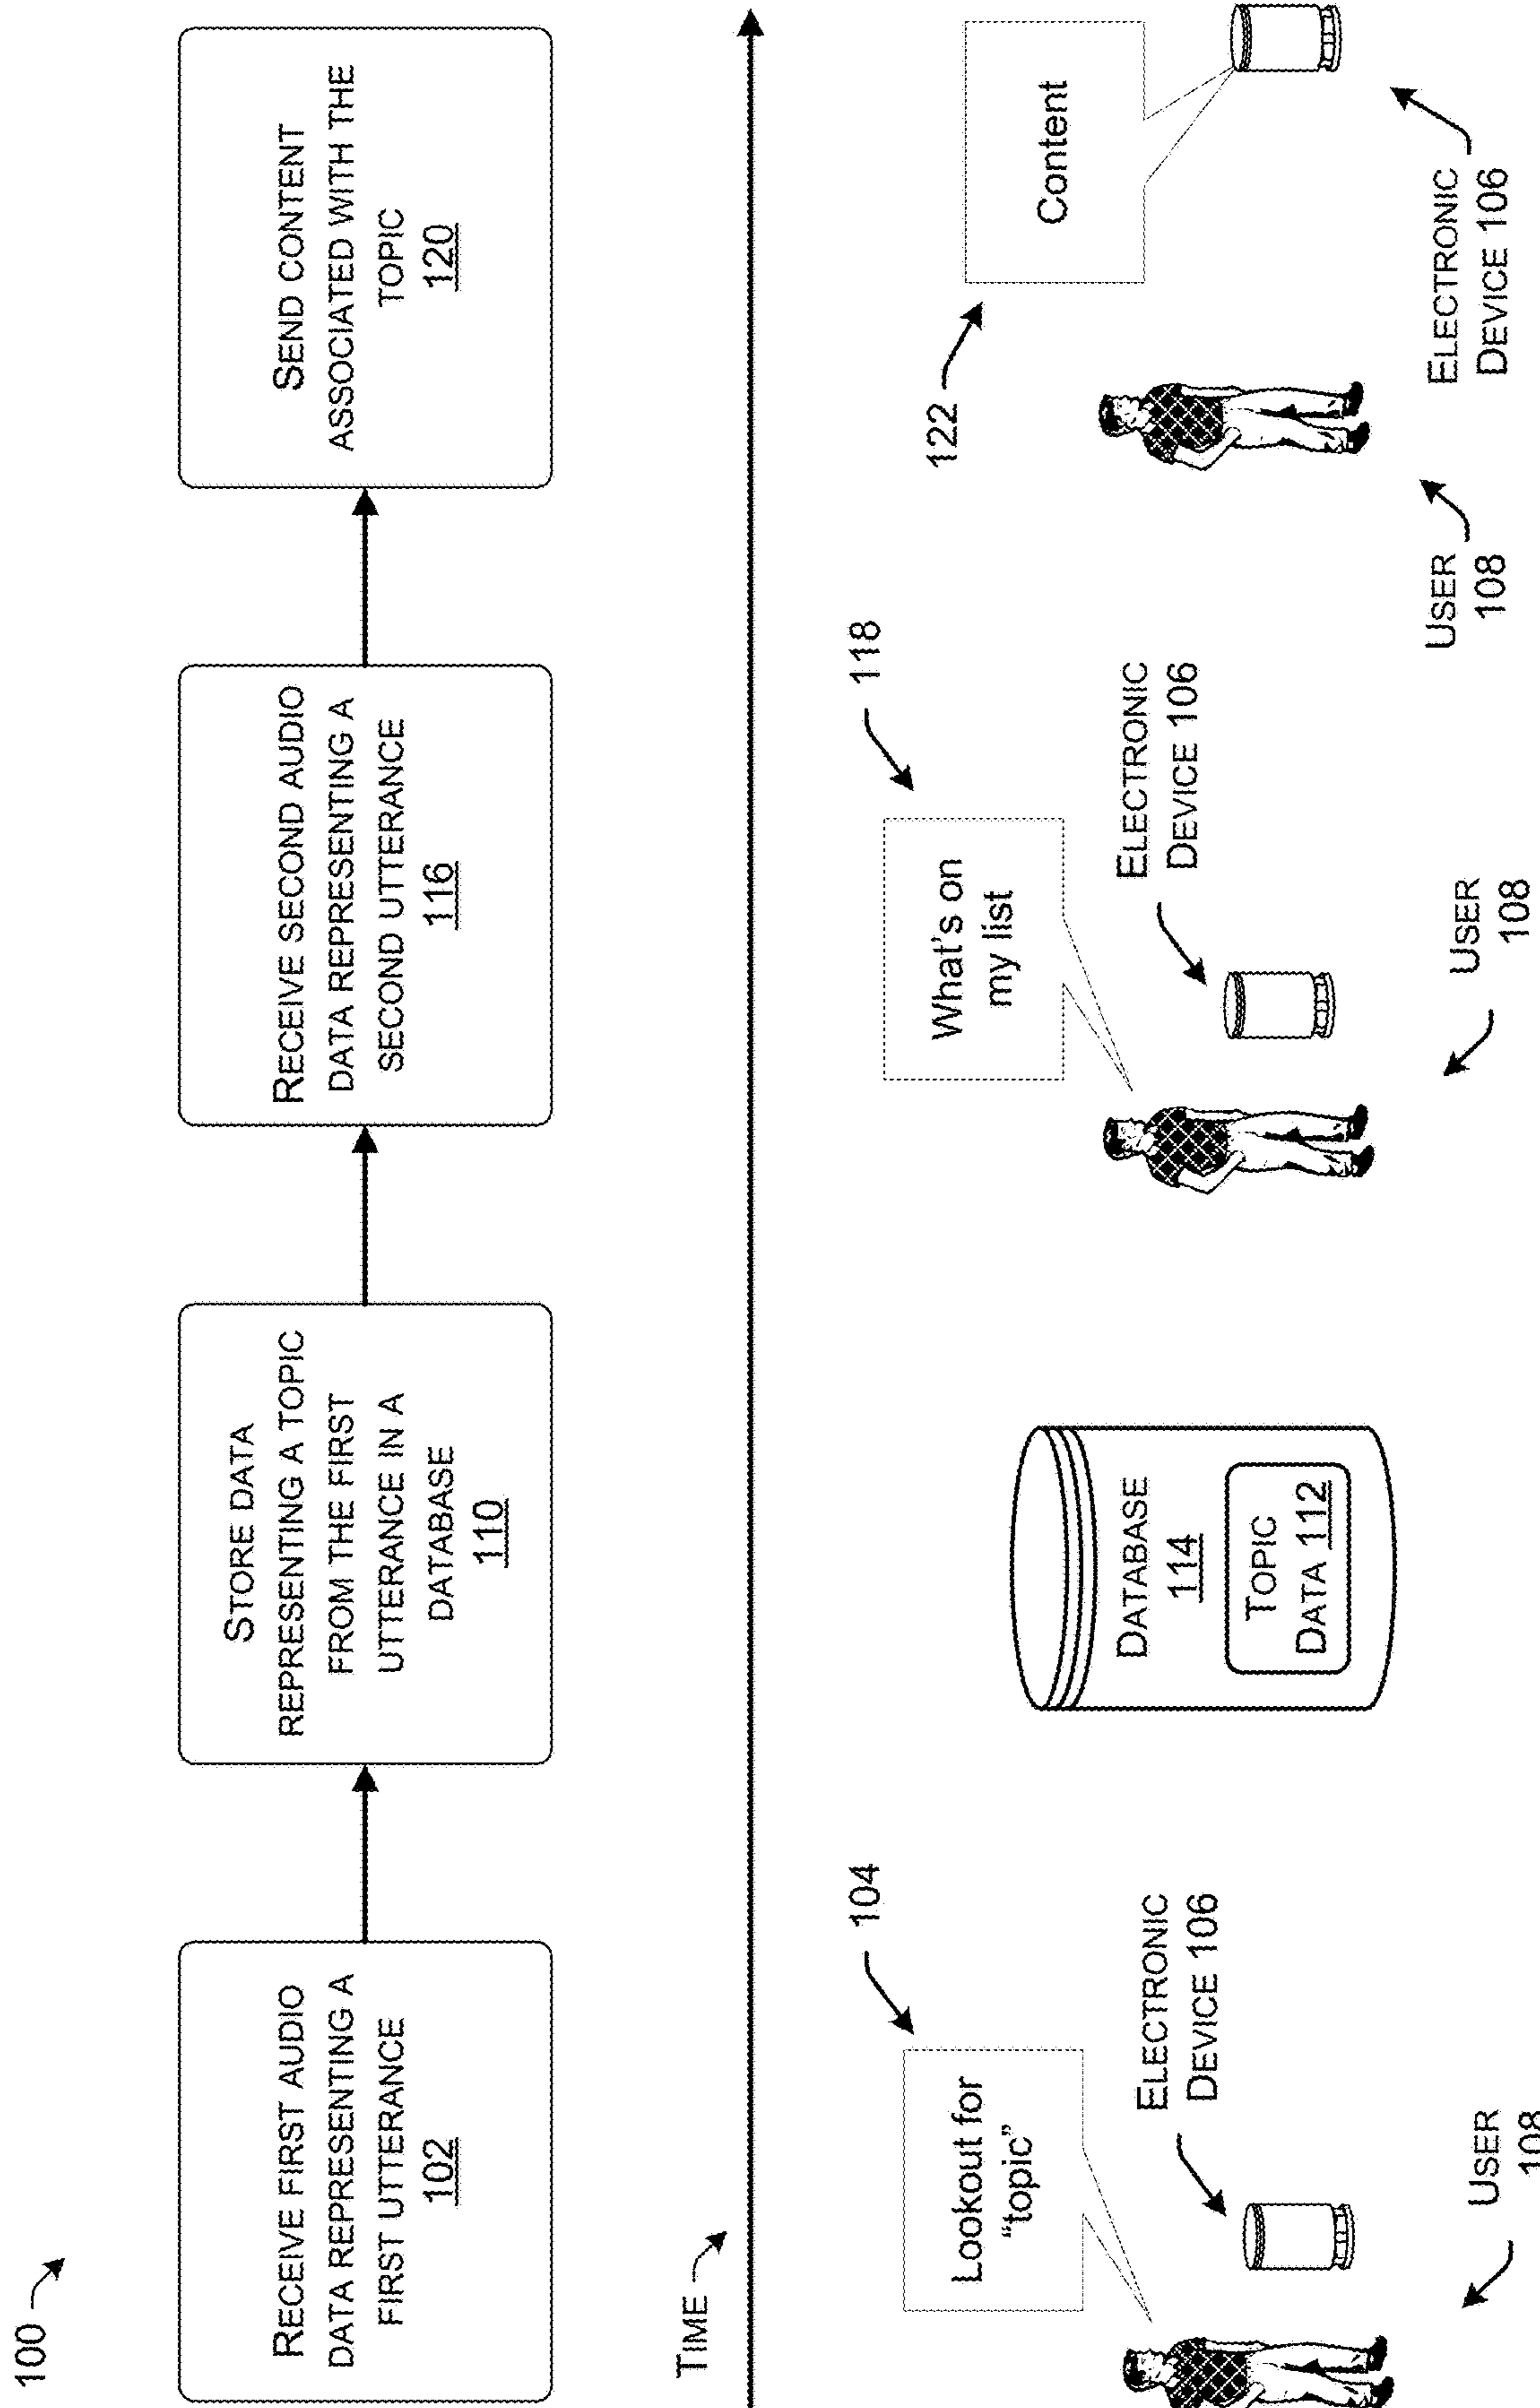 100
RECEIVE FIRST AUDIO
DATA REPRESENTING A
FIRST UTTERANCE
102
STORE DATA
REPRESENTING A TOPIC
FROM THE FIRST
UTTERANCE IN A
DATABASE
110
RECEIVE SECOND AUDIO
DATA REPRESENTING A
SECOND UTTERANCE
116
SEND CONTENT
ASSOCIATED WITH THE
TOPIC
120
TIME
104
Lookout for
“topic”
ELECTRONIC
DEVICE 106
USER
108
DATABASE
114
TOPIC
DATA 112
118
What's on
my list
ELECTRONIC
DEVICE 106
USER
108
122
Content
USER
108
ELECTRONIC
DEVICE 106